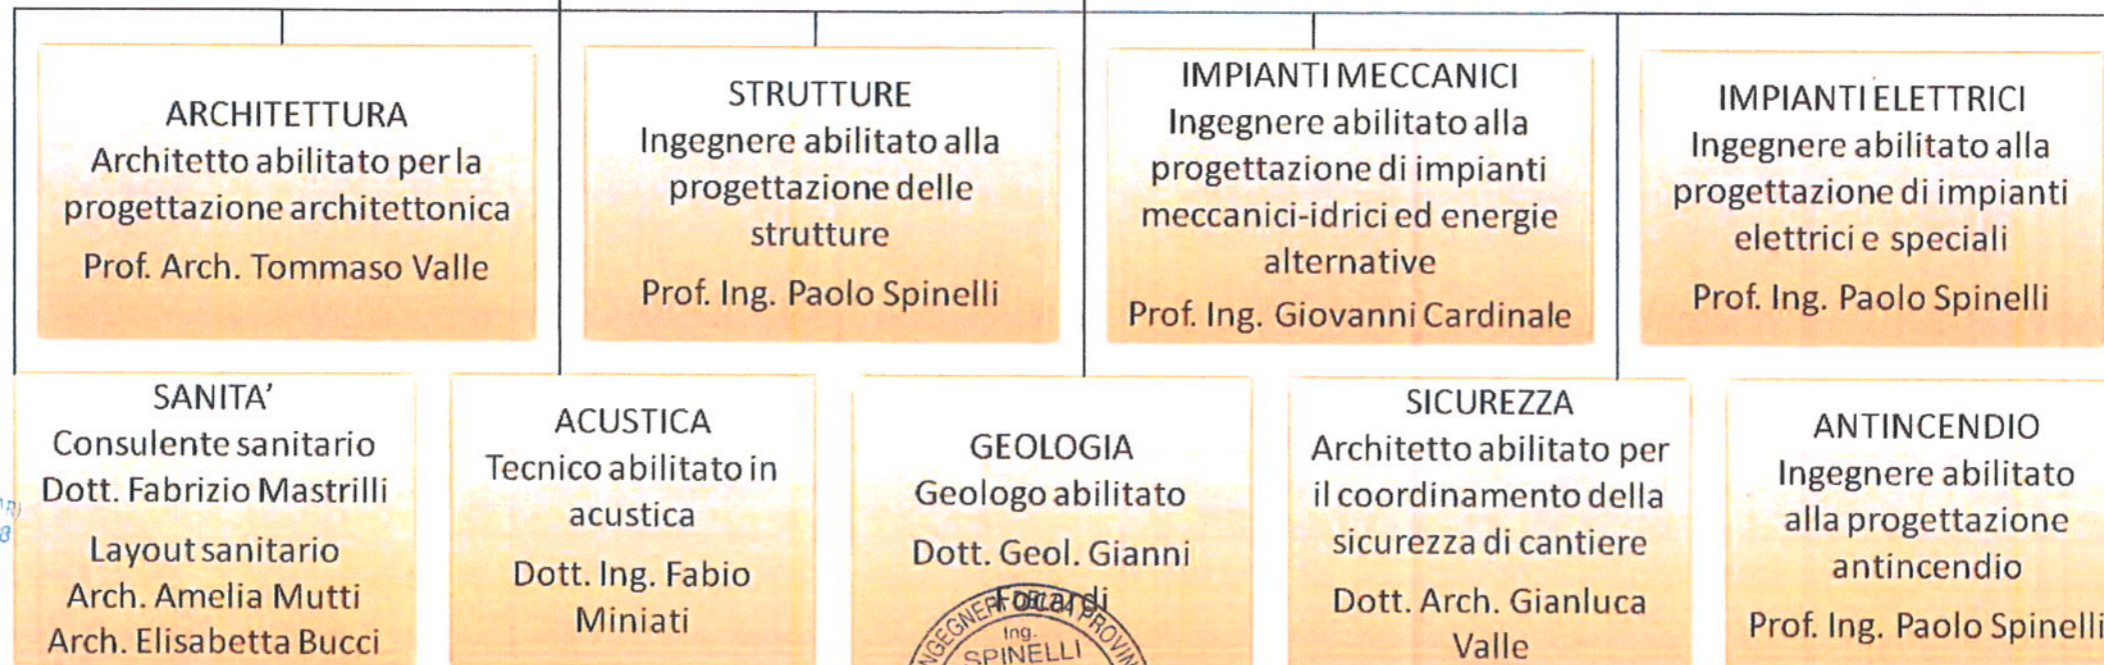 ARCHITETTURA
Architetto abilitato per la
progettazione architettonica
Prof. Arch. Tommaso Valle
STRUTTURE
Ingegnere abilitato alla
progettazione delle
strutture
Prof. Ing. Paolo Spinelli
IMPIANTI MECCANICI
Ingegnere abilitato alla
progettazione di impianti
meccanici-idrici ed energie
alternative
Prof. Ing. Giovanni Cardinale
IMPIANTI ELETTRICI
Ingegnere abilitato alla
progettazione di impianti
elettrici e speciali
Prof. Ing. Paolo Spinelli
SANITA'
Consulente sanitario
Dott. Fabrizio Mastrilli
Layout sanitario
Arch. Amelia Mutti
Arch. Elisabetta Bucci
ACUSTICA
Tecnico abilitato in
acustica
Dott. Ing. Fabio
Miniati
GEOLOGIA
Geologo abilitato
Dott. Geol. Gianni
Focardi
Ing.
SPINELLI
SICUREZZA
Architetto abilitato per
il coordinamento della
sicurezza di cantiere
Dott. Arch. Gianluca
Valle
ANTINCENDIO
Ingegnere abilitato
alla progettazione
antincendio
Prof. Ing. Paolo Spinelli